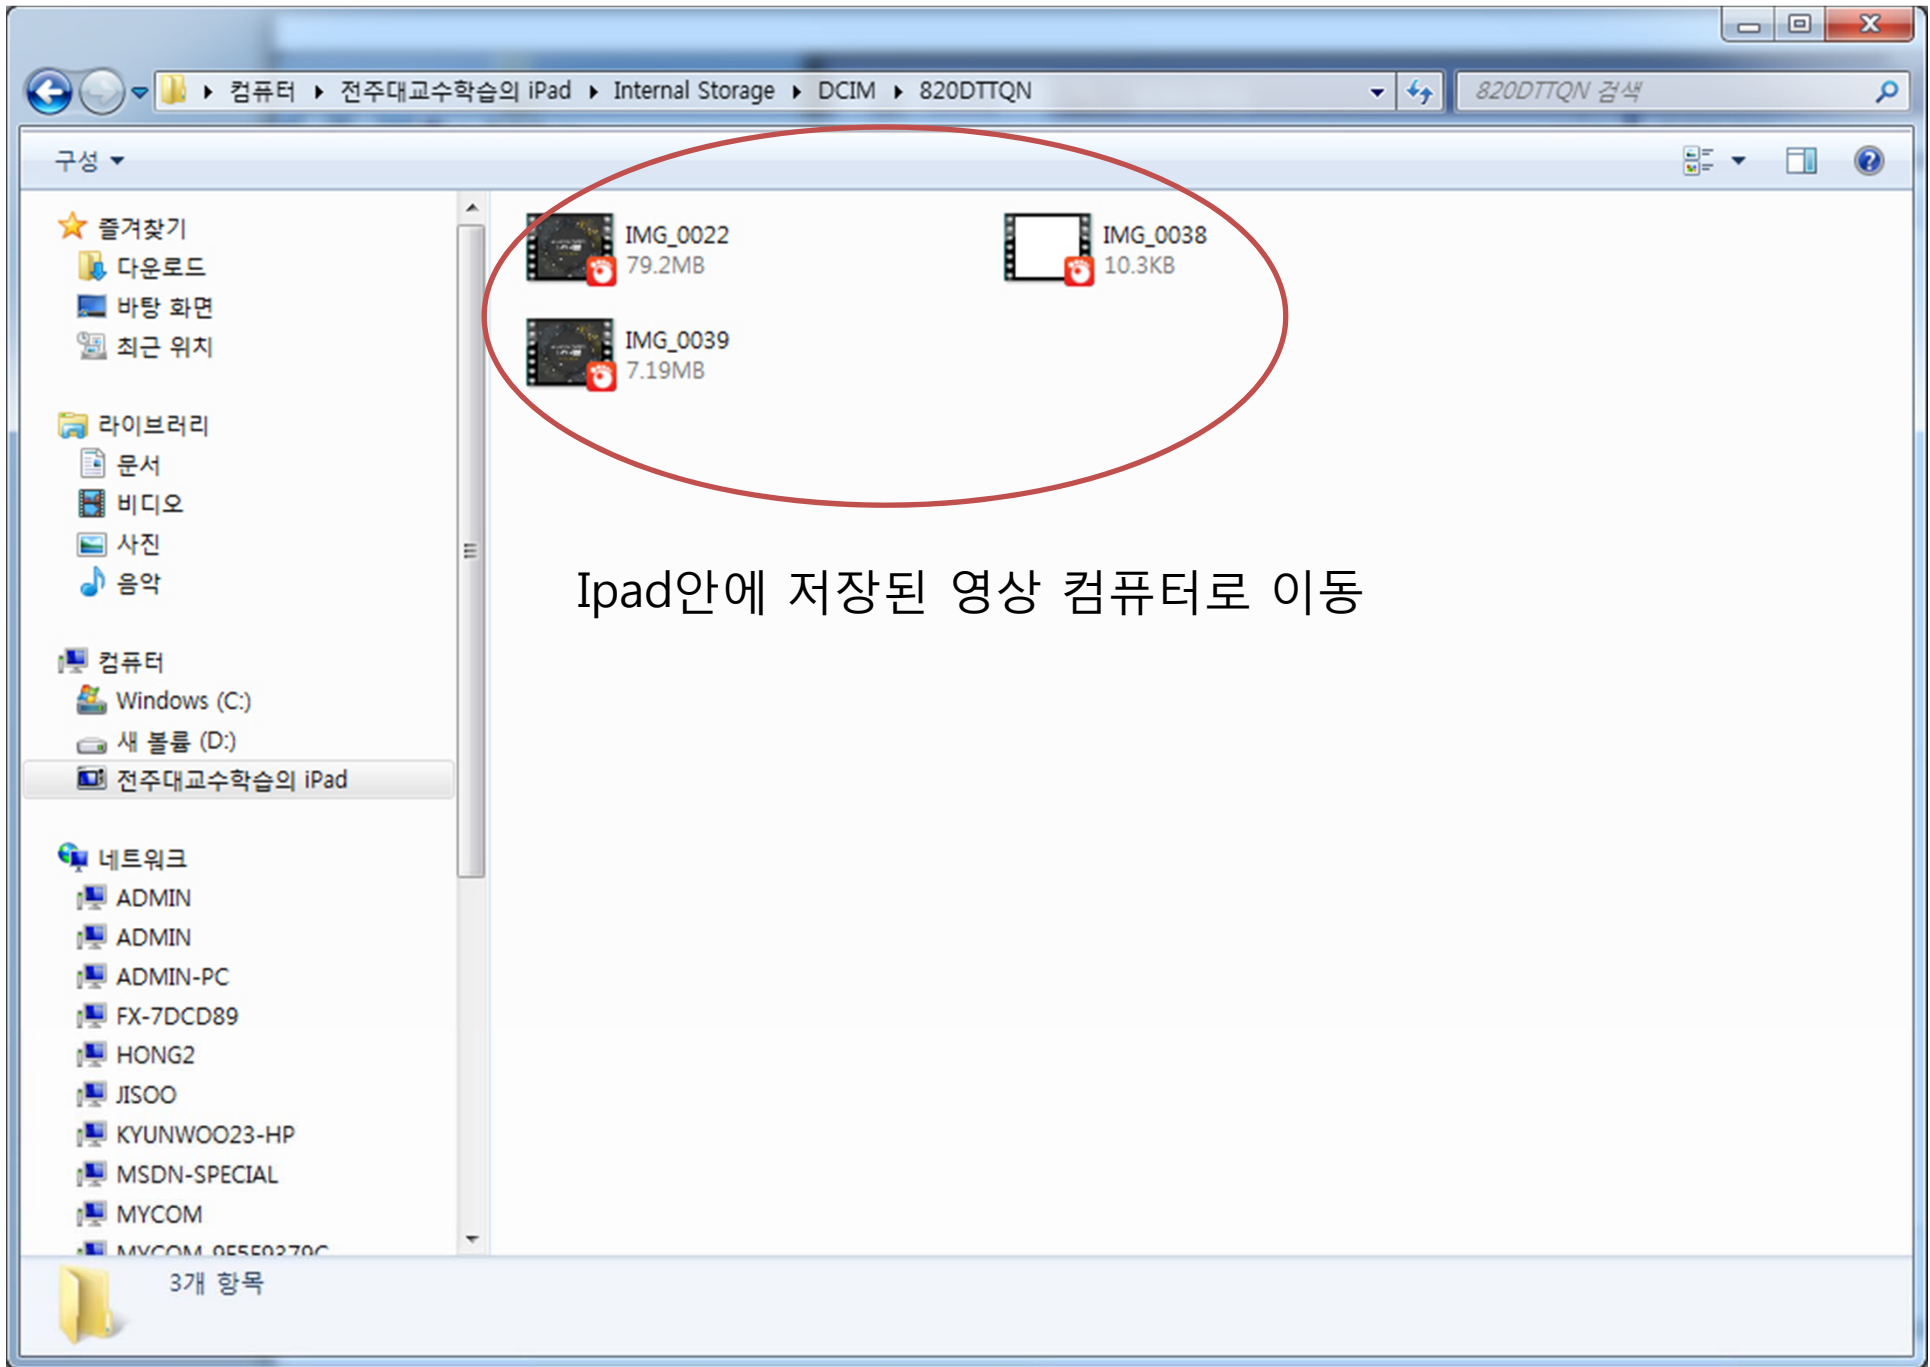 컴퓨터 전주대교수학습의 iPad Internal Storage DCIM 820DTTQN
820DTTQN 검색
구성
즐겨찾기
다운로드
바탕 화면
최근 위치
라이브러리
문서
비디오
사진
음악
컴퓨터
Windows (C:)
새 볼륨 (D:)
전주대교수학습의 iPad
네트워크
ADMIN
ADMIN
ADMIN-PC
FX-7DCD89
HONG2
JISOO
KYUNWOO23-HP
MSDN-SPECIAL
MYCOM
IMG_0022
79.2MB
IMG_0038
10.3KB
IMG_0039
7.19MB
Ipad안에 저장된 영상 컴퓨터로 이동
3개 항목